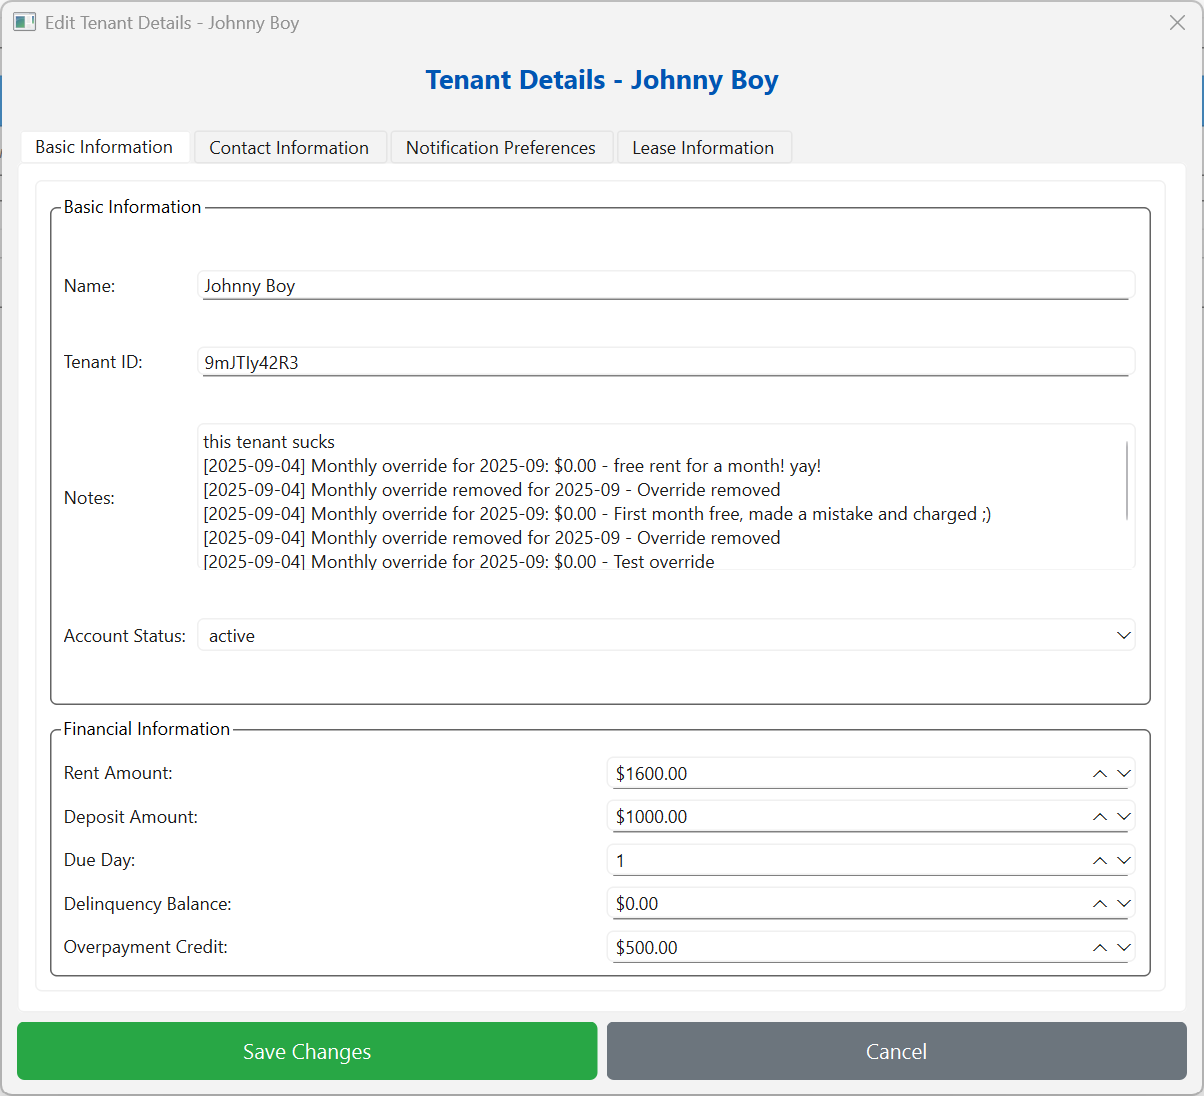 Edit Tenant Details - Johnny Boy
Tenant Details - Johnny Boy
Basic Information
Contact Information
Notification Preferences
Lease Information
Basic Information
Name:
Johnny Boy
Tenant ID:
9mJTIy42R3
Notes:
this tenant sucks
[2025-09-04] Monthly override for 2025-09: $0.00 - free rent for a month! yay!
[2025-09-04] Monthly override removed for 2025-09 - Override removed
[2025-09-04] Monthly override for 2025-09: $0.00 - First month free, made a mistake and charged ;)
[2025-09-04] Monthly override removed for 2025-09 - Override removed
[2025-09-04] Monthly override for 2025-09: $0.00 - Test override
Account Status:
active
Financial Information
Rent Amount:
$1600.00
Deposit Amount:
$1000.00
Due Day:
1
Delinquency Balance:
$0.00
Overpayment Credit:
$500.00
Save Changes
Cancel